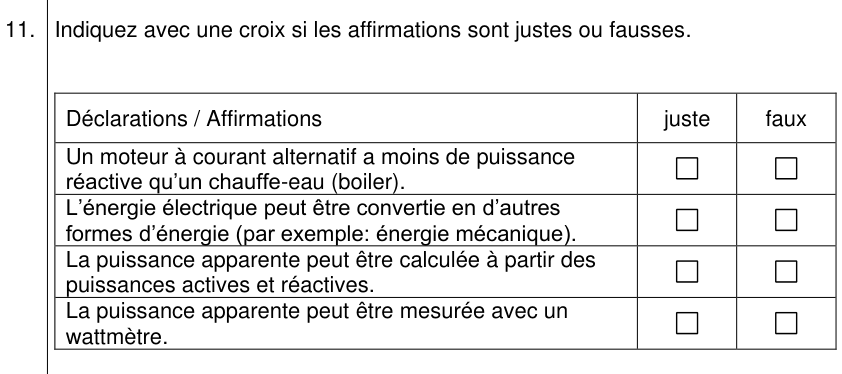 11. Indiquez avec une croix si les affirmations sont justes ou fausses.
Déclarations / Affirmations juste faux
Un moteur à courant alternatif a moins de puissance
réactive qu'un chauffe-eau (boiler).
L'énergie électrique peut être convertie en d'autres
formes d'énergie (par exemple: énergie mécanique).
La puissance apparente peut être calculée à partir des
puissances actives et réactives.
La puissance apparente peut être mesurée avec un
wattmètre.